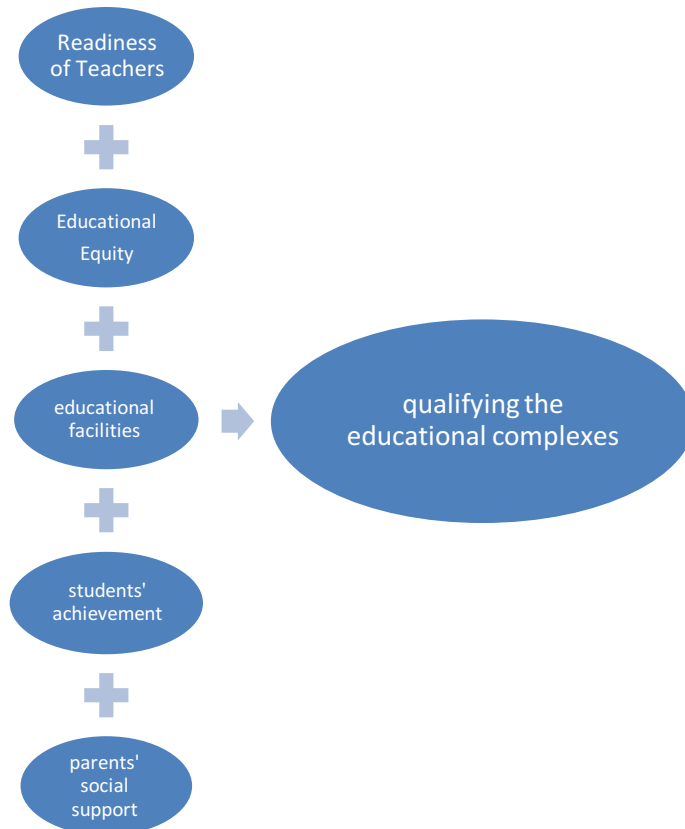 Readiness
of Teachers
Educational
Equity
educational
facilities
qualifying the
educational complexes
students'
achievement
parents'
social
support